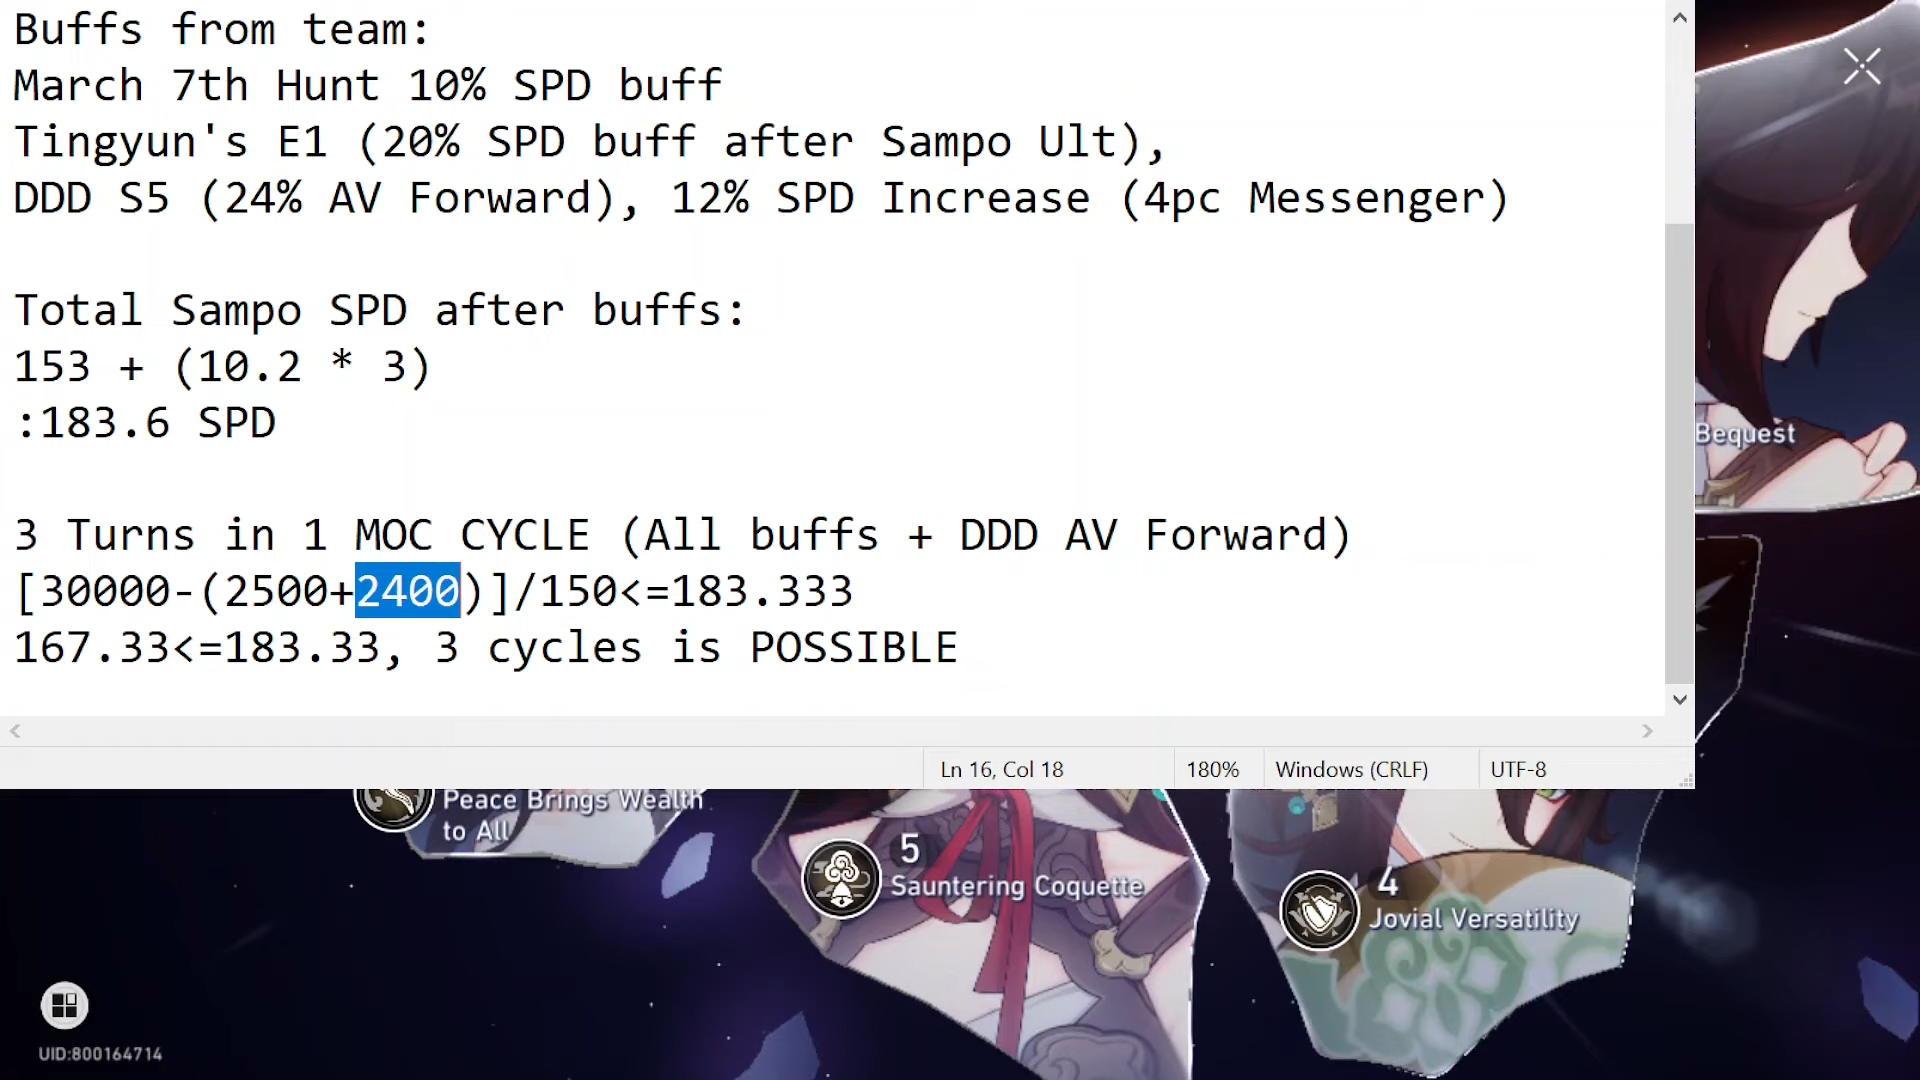 Buffs from team:
March 7th Hunt 10% SPD buff
Tingyun's E1 (20% SPD buff after Sampo Ult),
DDD S5 (24% AV Forward), 12% SPD Increase (4pc Messenger)
Total Sampo SPD after buffs:
153 + (10.2 * 3)
:183.6 SPD
3 Turns in 1 MOC CYCLE (All buffs + DDD AV Forward)
[30000-(2500+2400)]/150<=183.333
167.33<=183.33, 3 cycles is POSSIBLE
Bequest
Ln 16, Col 18
180%
Windows (CRLF)
UTF-8
Peace Brings Wealth
to All
5
Sauntering Coquette
4
Jovial Versatility
UID:800164714